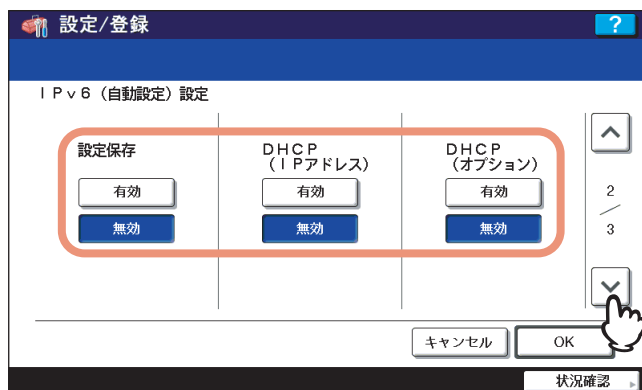 設定/登録
?
IPv6（自動設定）設定
設定保存
有効
無効
DHCP
（IPアドレス）
有効
無効
DHCP
（オプション）
有効
無効
2
/
3
キャンセル
OK
状況確認